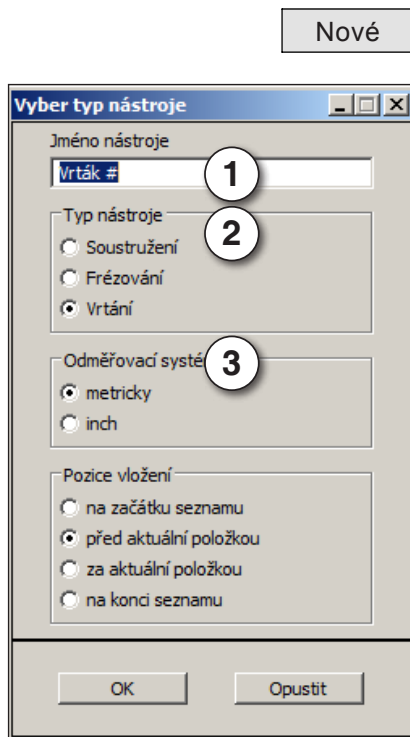 Nové
Vyber typ nástroje
Jméno nástroje
Vrták #
1
Typ nástroje
2
Soustružení
Frézování
Vrtání
Odměřovací systé
3
metricky
inch
Pozice vložení
na začátku seznamu
před aktuální položkou
za aktuální položkou
na konci seznamu
OK Opustit